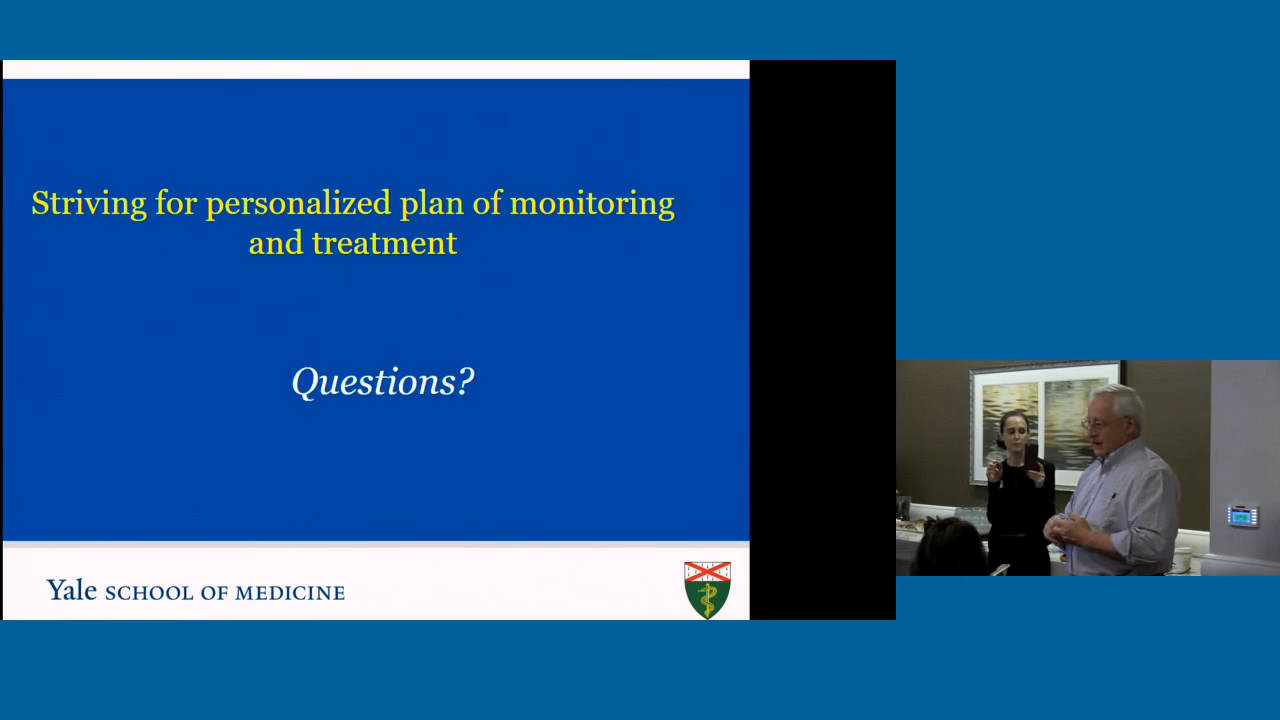 Striving for personalized plan of monitoring
and treatment
Questions?
Yale SCHOOL OF MEDICINE